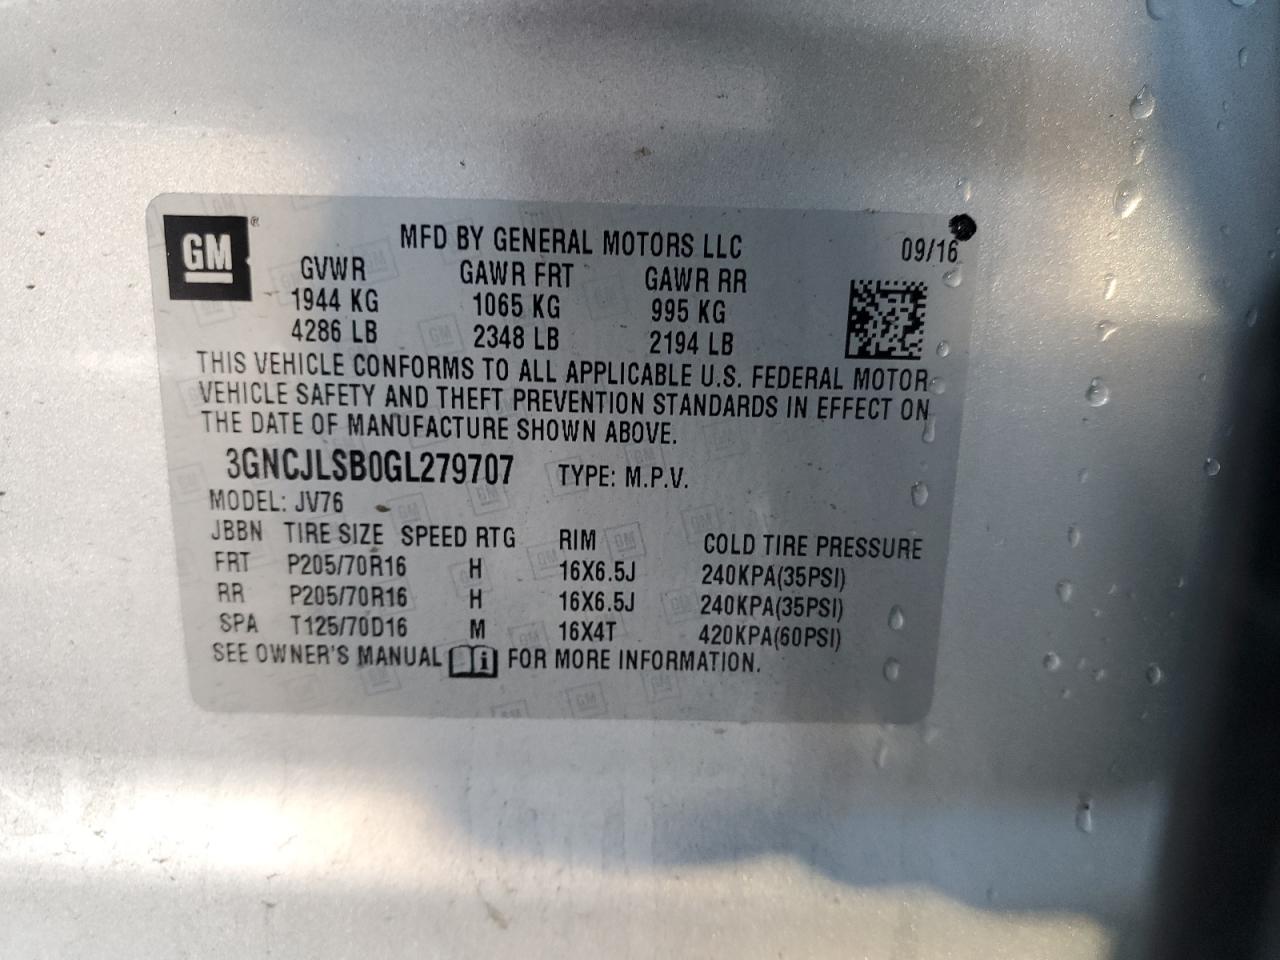 GM®
MFD BY GENERAL MOTORS LLC 09/16
GVWR GAWR FRT GAWR RR
1944 KG 1065 KG 995 KG
4286 LB 2348 LB 2194 LB
THIS VEHICLE CONFORMS TO ALL APPLICABLE U.S. FEDERAL MOTOR
VEHICLE SAFETY AND THEFT PREVENTION STANDARDS IN EFFECT ON
THE DATE OF MANUFACTURE SHOWN ABOVE.
3GNCJLSB0GL279707 TYPE: M.P.V.
MODEL: JV76
JBBN TIRE SIZE SPEED RTG RIM COLD TIRE PRESSURE
FRT P205/70R16 H 16X6.5J 240KPA(35PSI)
RR P205/70R16 H 16X6.5J 240KPA(35PSI)
SPA T125/70D16 M 16X4T 420KPA(60PSI)
SEE OWNER'S MANUAL FOR MORE INFORMATION.